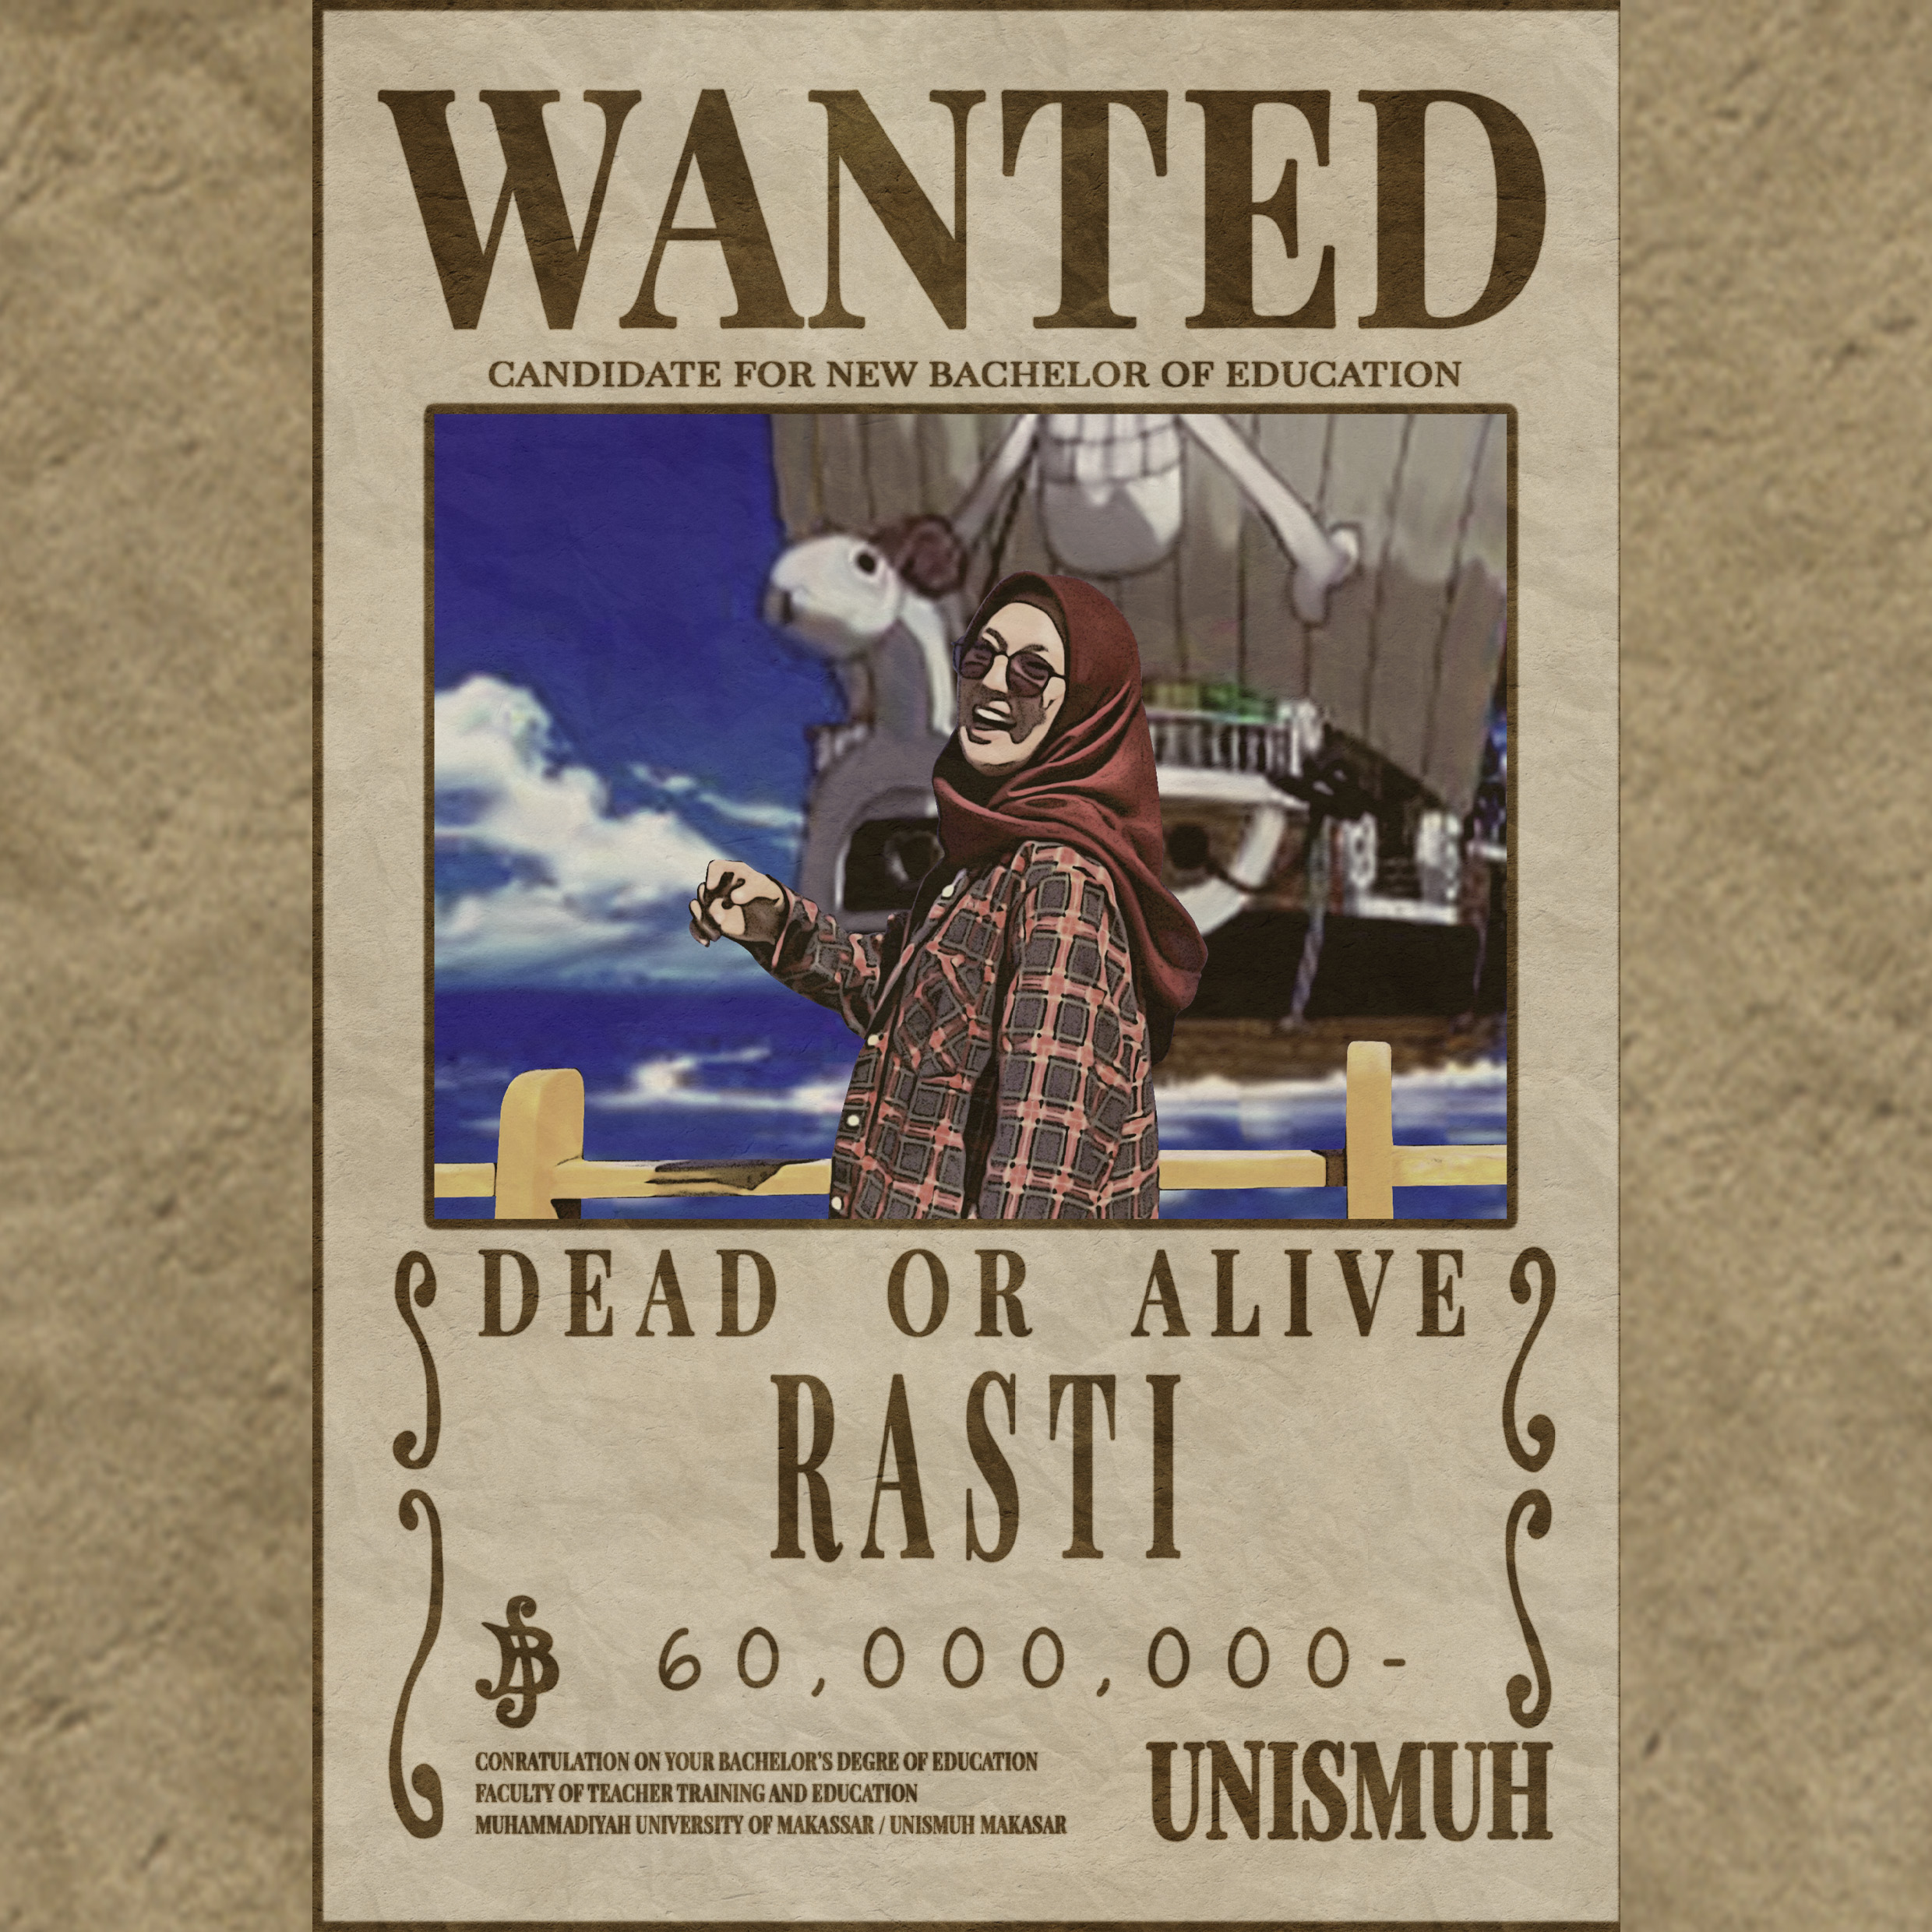 WANTED
CANDIDATE FOR NEW BACHELOR OF EDUCATION
DEAD OR ALIVE
RASTI
฿ 60,000,000-
CONRATULATION ON YOUR BACHELOR'S DEGRE OF EDUCATION
FACULTY OF TEACHER TRAINING AND EDUCATION
MUHAMMADIYAH UNIVERSITY OF MAKASSAR / UNISMUH MAKASAR
UNISMUH